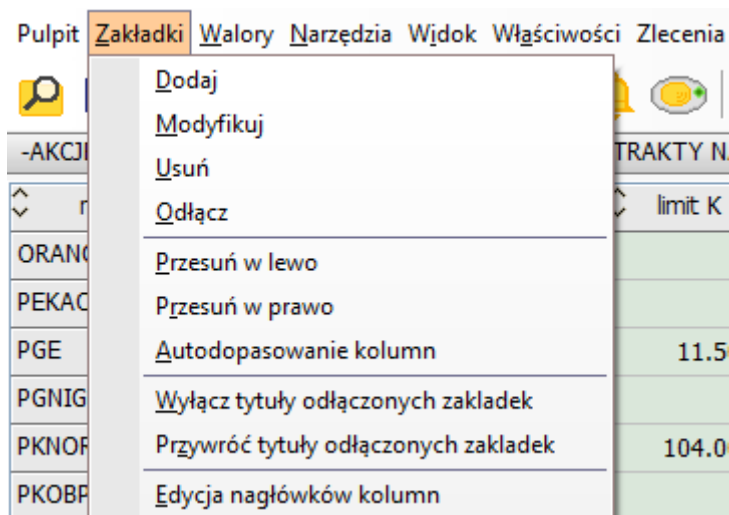 Pulpit Zakładki Walory Narzędzia Widok Właściwości Zlecenia
Dodaj
Modyfikuj
-AKCJ
Usuń
TRAKTY N
Odłącz
limit K
ORAN
Przesuń w lewo
PEKAO
Przesuń w prawo
PGE
Autodopasowanie kolumn
11.5
PGNIG
Wyłącz tytuły odłączonych zakladek
PKNOR
Przywróć tytuły odłączonych zakladek
104.0
PKOBP
Edycja nagłówków kolumn